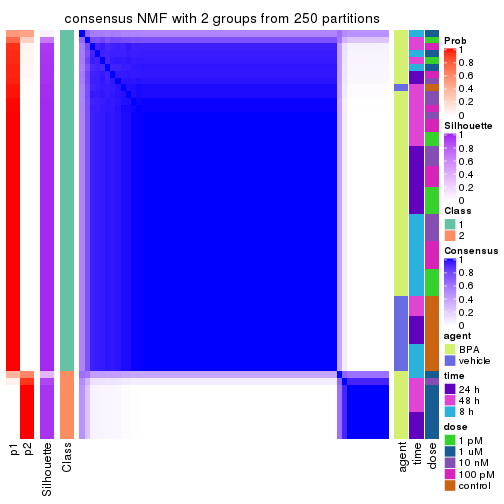 consensus NMF with 2 groups from 250 partitions
Prob
1
0.8
0.6
0.4
0.2
0
Silhouette
1
0.8
0.6
0.4
0.2
0
Class
1
2
Consensus
1
0.8
0.6
0.4
0.2
0
agent
BPA
vehicle
time
24 h
48 h
8 h
dose
1 pM
1 uM
10 nM
100 pM
control
p1
p2
Silhouette
Class
agent
time
dose